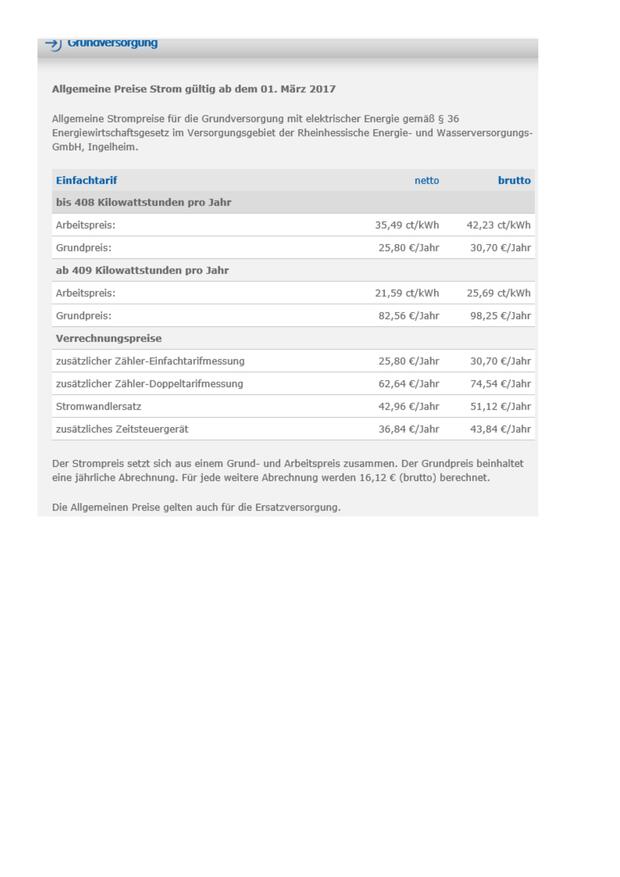 Grundversorgung
Allgemeine Preise Strom gültig ab dem 01. März 2017
Allgemeine Strompreise für die Grundversorgung mit elektrischer Energie gemäß § 36
Energiewirtschaftsgesetz im Versorgungsgebiet der Rheinhessische Energie- und Wasserversorgungs-
GmbH, Ingelheim.
Einfachtarif netto brutto
bis 408 Kilowattstunden pro Jahr
Arbeitspreis: 35,49 ct/kWh 42,23 ct/kWh
Grundpreis: 25,80 €/Jahr 30,70 €/Jahr
ab 409 Kilowattstunden pro Jahr
Arbeitspreis: 21,59 ct/kWh 25,69 ct/kWh
Grundpreis: 82,56 €/Jahr 98,25 €/Jahr
Verrechnungspreise
zusätzlicher Zähler-Einfachtarifmessung 25,80 €/Jahr 30,70 €/Jahr
zusätzlicher Zähler-Doppeltarifmessung 62,64 €/Jahr 74,54 €/Jahr
Stromwandlersatz 42,96 €/Jahr 51,12 €/Jahr
zusätzliches Zeitsteuergerät 36,84 €/Jahr 43,84 €/Jahr
Der Strompreis setzt sich aus einem Grund- und Arbeitspreis zusammen. Der Grundpreis beinhaltet
eine jährliche Abrechnung. Für jede weitere Abrechnung werden 16,12 € (brutto) berechnet.
Die Allgemeinen Preise gelten auch für die Ersatzversorgung.